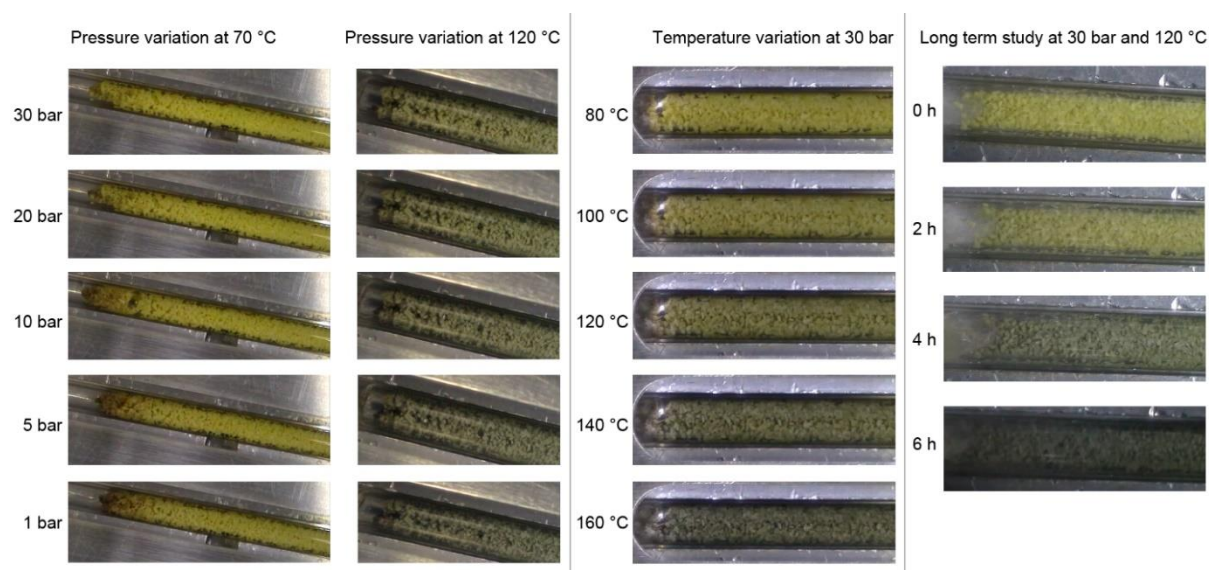 Pressure variation at 70 °C
Pressure variation at 120 °C
Temperature variation at 30 bar
Long term study at 30 bar and 120 °C
30 bar
20 bar
10 bar
5 bar
1 bar
80 °C
100 °C
120 °C
140 °C
160 °C
0 h
2 h
4 h
6 h